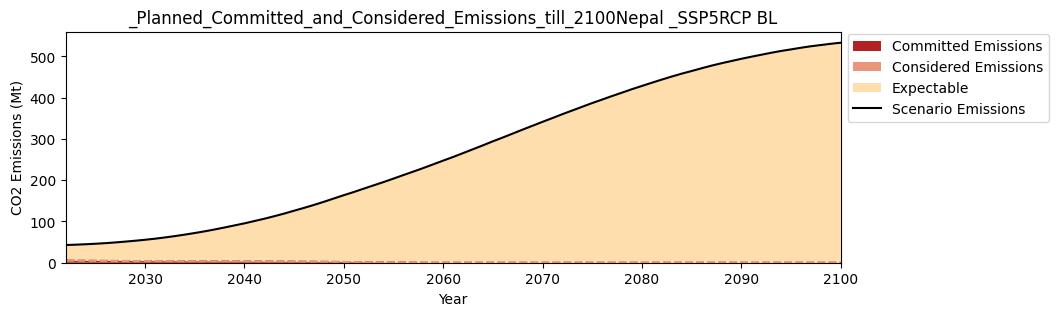 _Planned_Committed_and_Considered_Emissions_till_2100Nepal _SSP5RCP BL
Committed Emissions
Considered Emissions
Expectable
Scenario Emissions
CO2 Emissions (Mt)
500
400
300
200
100
0
2030 2040 2050 2060 2070 2080 2090 2100
Year